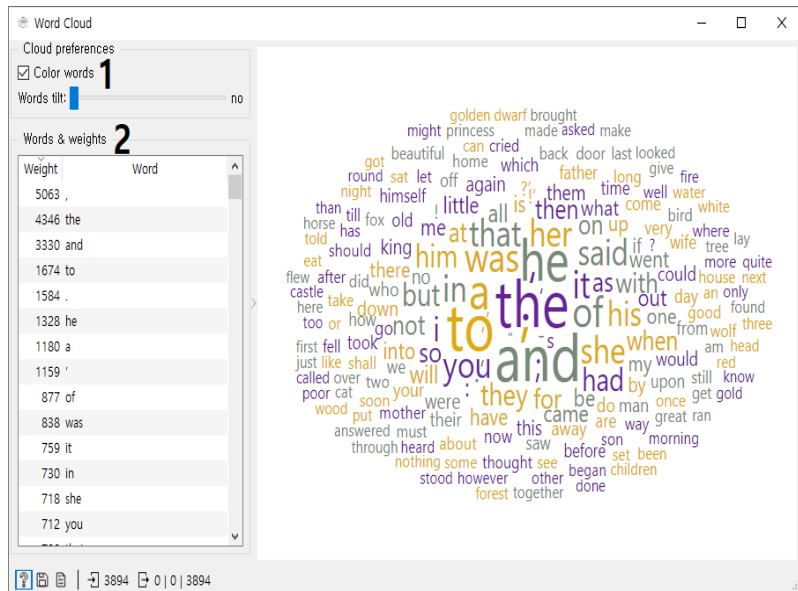 Word Cloud
Cloud preferences
Color words 1
Words tilt: no
Words & weights 2
Weight Word
5063 ,
4346 the
3330 and
1674 to
1584 .
1328 he
1180 a
1159 '
877 of
838 was
759 it
730 in
718 she
712 you
golden dwarf brought
might princess made asked make
can cried
beautiful home which back door last looked
got round sat let off again father long give fire
night himself little all is ?' !' them time well water
than till fox old me at that her then what come bird white
horse has ! on up very where
told should king him was he said if ? wife tree lay
eat there no went more quite
flew after did who but in a the it as with could house next
castle here take down of his out day an only
too or how go not i to , ; one from good wolf found three
first fell took into so you and - s she when my would am head
just like shall we will ; had by upon still know red
called over two your were : they for be do man once get gold
poor cat soon
wood put mother their have came away are way great ran
answered must now this son morning
through heard about saw before set been
nothing some thought see began children
stood however other done
forest together
3894 0 | 0 | 3894